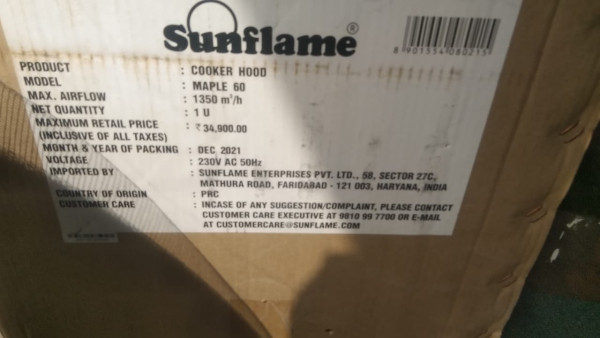 Sunflame®
8 901354 060215
PRODUCT : COOKER HOOD
MODEL : MAPLE 60
MAX. AIRFLOW : 1350 m³/h
NET QUANTITY : 1 U
MAXIMUM RETAIL PRICE : ₹ 34,900.00
(INCLUSIVE OF ALL TAXES)
MONTH & YEAR OF PACKING : DEC, 2021
VOLTAGE : 230V AC 50Hz
IMPORTED BY : SUNFLAME ENTERPRISES PVT. LTD., 58, SECTOR 27C,
MATHURA ROAD, FARIDABAD - 121 003, HARYANA, INDIA
COUNTRY OF ORIGIN : PRC
CUSTOMER CARE : INCASE OF ANY SUGGESTION/COMPLAINT, PLEASE CONTACT
CUSTOMER CARE EXECUTIVE AT 9810 99 7700 OR E-MAIL
AT CUSTOMERCARE@SUNFLAME.COM